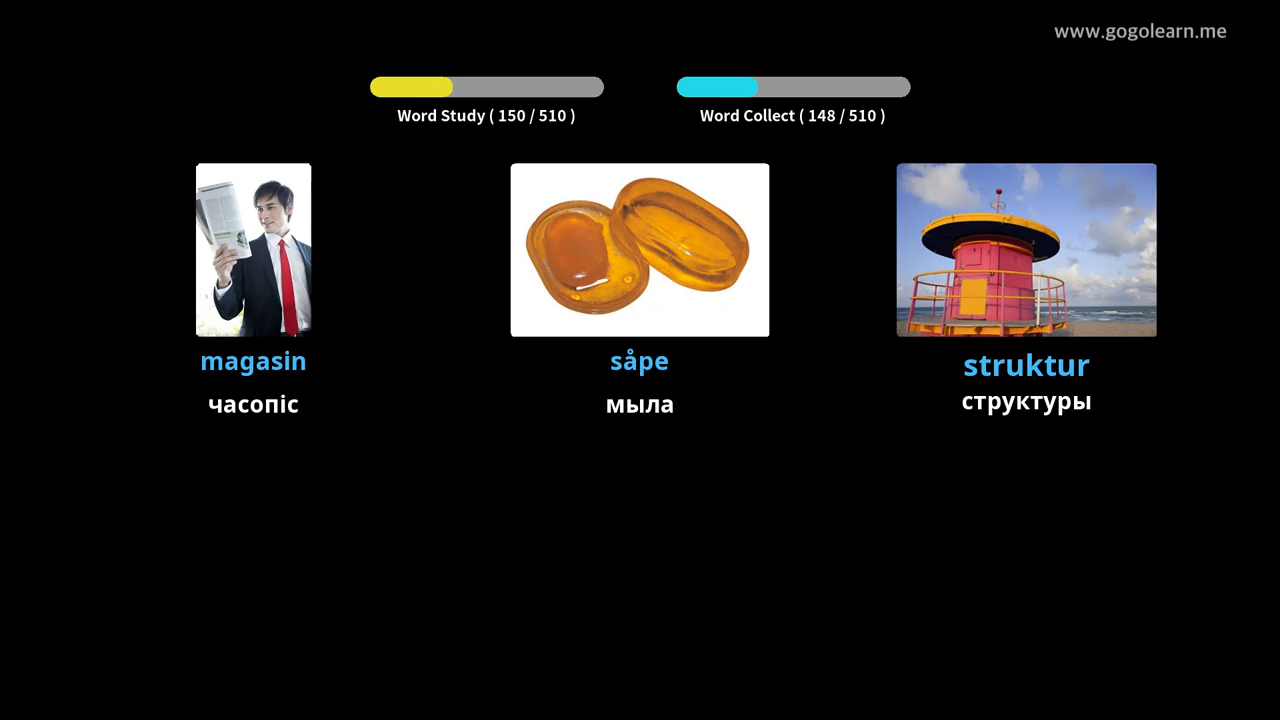 www.gogolearn.me
Word Study ( 150 / 510 )
Word Collect ( 148 / 510 )
magasin
såpe
struktur
часопіс
мыла
структуры